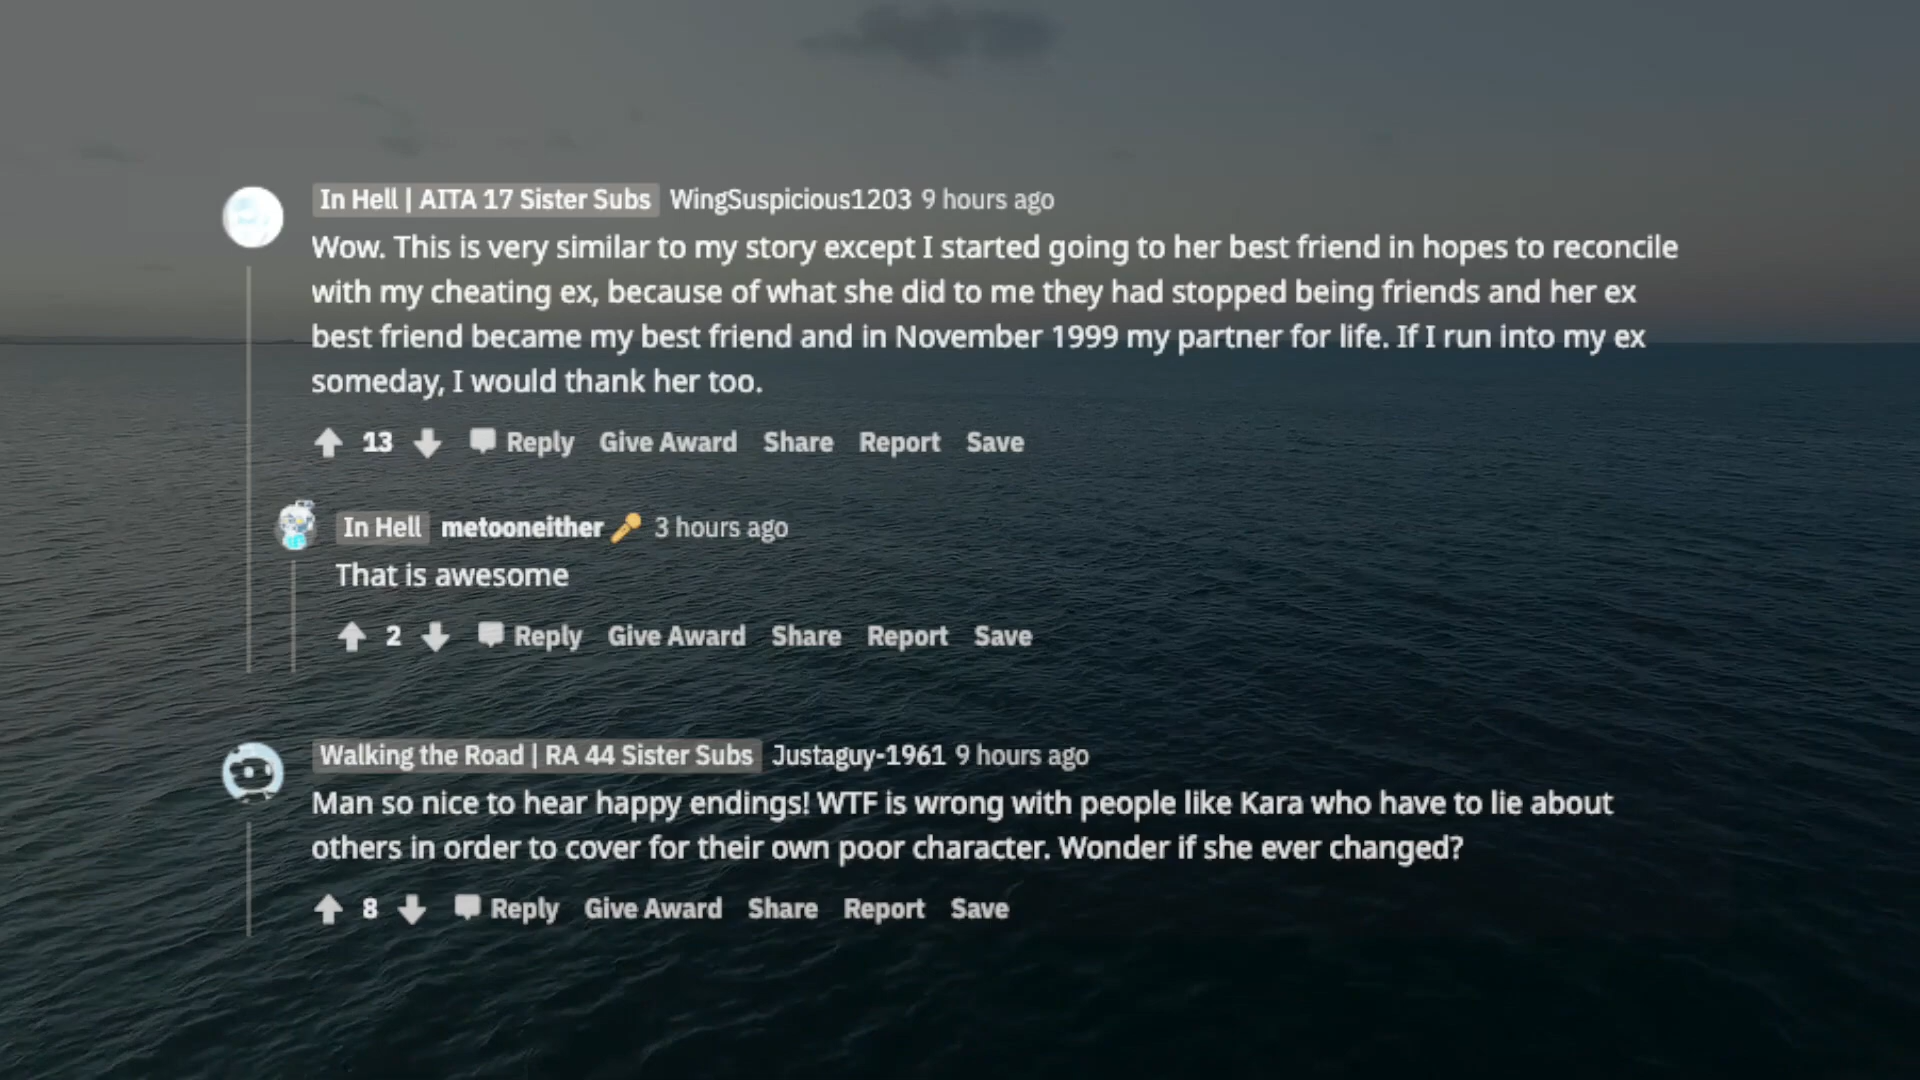 In Hell | AITA 17 Sister Subs WingSuspicious1203 9 hours ago
Wow. This is very similar to my story except I started going to her best friend in hopes to reconcile
with my cheating ex, because of what she did to me they had stopped being friends and her ex
best friend became my best friend and in November 1999 my partner for life. If I run into my ex
someday, I would thank her too.
13 Reply Give Award Share Report Save
In Hell metooneither 🎤 3 hours ago
That is awesome
2 Reply Give Award Share Report Save
Walking the Road | RA 44 Sister Subs Justaguy-1961 9 hours ago
Man so nice to hear happy endings! WTF is wrong with people like Kara who have to lie about
others in order to cover for their own poor character. Wonder if she ever changed?
8 Reply Give Award Share Report Save